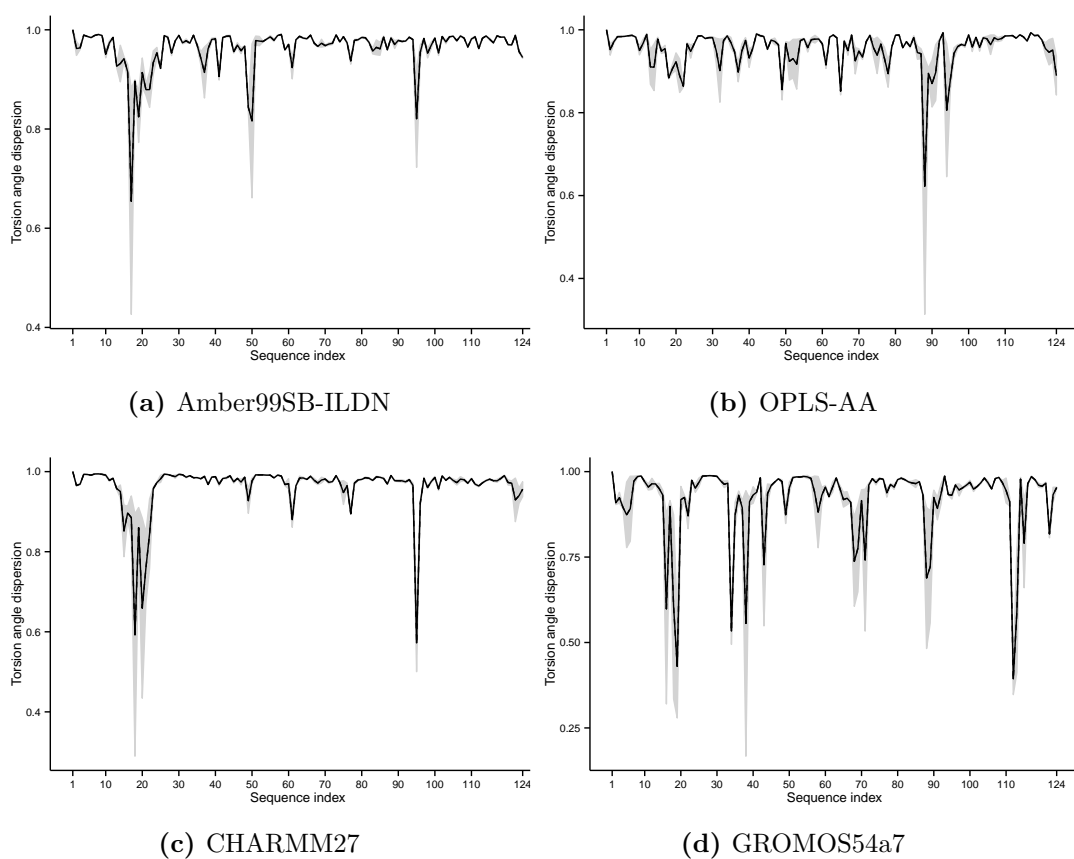 1.0
0.8
0.6
0.4
Torsion angle dispersion
1 10 20 30 40 50 60 70 80 90 100 110 124
Sequence index
(a) Amber99SB-ILDN
1.0
0.8
0.6
0.4
Torsion angle dispersion
1 10 20 30 40 50 60 70 80 90 100 110 124
Sequence index
(b) OPLS-AA
1.0
0.8
0.6
0.4
Torsion angle dispersion
1 10 20 30 40 50 60 70 80 90 100 110 124
Sequence index
(c) CHARMM27
1.00
0.75
0.50
0.25
Torsion angle dispersion
1 10 20 30 40 50 60 70 80 90 100 110 124
Sequence index
(d) GROMOS54a7